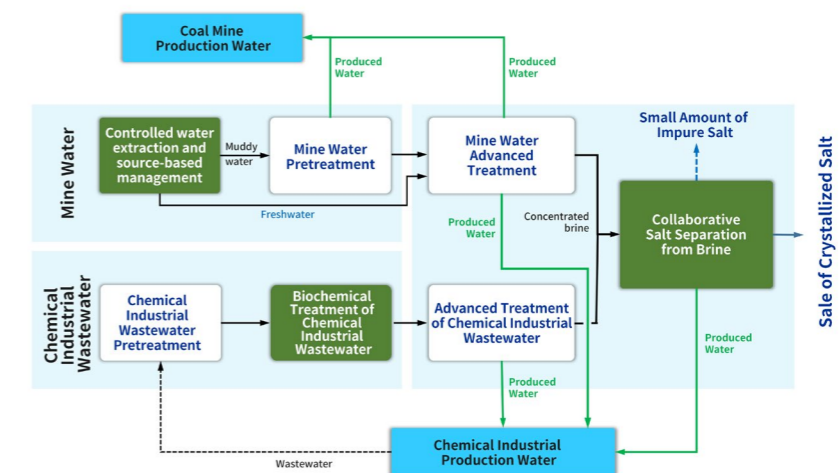 Coal Mine
Production Water
Produced
Water
Produced
Water
Mine Water
Controlled water
extraction and
source-based
management
Muddy
water
Mine Water
Pretreatment
Mine Water
Advanced
Treatment
Small Amount of
Impure Salt
Freshwater
Produced
Water
Concentrated
brine
Collaborative
Salt Separation
from Brine
Sale of Crystallized Salt
Chemical
Industrial
Wastewater
Chemical
Industrial
Wastewater
Pretreatment
Biochemical
Treatment of
Chemical
Industrial
Wastewater
Advanced Treatment
of Chemical Industrial
Wastewater
Produced
Water
Produced
Water
Chemical Industrial
Production Water
Wastewater